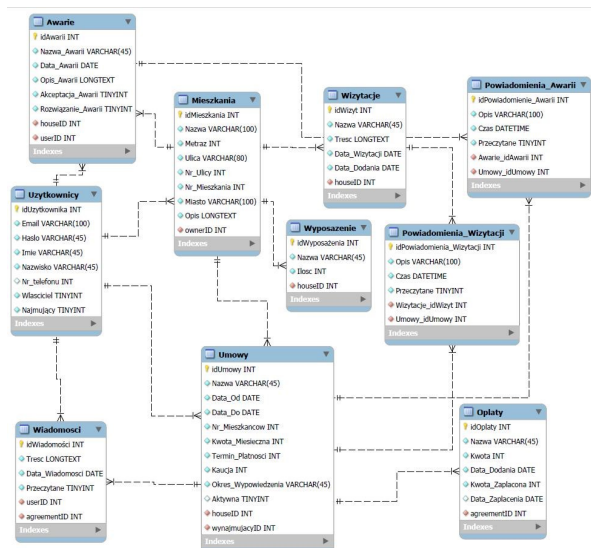 Awarie
idAwarii INT
Nazwa_Awarii VARCHAR(45)
Data_Awarii DATE
Opis_Awarii LONGTEXT
Akceptacja_Awarii TINYINT
Rozwiązanie_Awarii TINYINT
houseID INT
userID INT
Indexes
Mieszkania
idMieszkania INT
Nazwa VARCHAR(100)
Metraz INT
Ulica VARCHAR(80)
Nr_Ulicy INT
Nr_Mieszkania INT
Miasto VARCHAR(100)
Opis LONGTEXT
ownerID INT
Indexes
Wizytacje
idWizyt INT
Nazwa VARCHAR(45)
Tresc LONGTEXT
Data_Wizytacji DATE
Data_Dodania DATE
houseID INT
Indexes
Powiadomienia_Awarii
idPowiadomienie_Awarii INT
Opis VARCHAR(100)
Czas DATETIME
Przeczytane TINYINT
Awarie_idAwarii INT
Umowy_idUmowy INT
Indexes
Uzytkownicy
idUzytkownika INT
Email VARCHAR(100)
Hasło VARCHAR(45)
Imie VARCHAR(45)
Nazwisko VARCHAR(45)
Nr_telefonu INT
Wlasciciel TINYINT
Najmujący TINYINT
Indexes
Wyposazenie
idWyposażenia INT
Nazwa VARCHAR(45)
Ilosc INT
houseID INT
Indexes
Powiadomienia_Wizytacji
idPowiadomienia_Wizytacji INT
Opis VARCHAR(100)
Czas DATETIME
Przeczytane TINYINT
Wizytacje_idWizyt INT
Umowy_idUmowy INT
Indexes
Umowy
idUmowy INT
Nazwa VARCHAR(45)
Data_Od DATE
Data_Do DATE
Nr_Mieszkancow INT
Kwota_Miesieczna INT
Termin_Platnosci INT
Kaucja INT
Okres_Wypowiedzenia VARCHAR(45)
Aktywna TINYINT
houseID INT
wynajmujacyID INT
Indexes
Wiadomosci
idWiadomości INT
Tresc LONGTEXT
Data_Wiadomosci DATE
Przeczytane TINYINT
userID INT
agreementID INT
Indexes
Oplaty
idOplaty INT
Nazwa VARCHAR(45)
Kwota INT
Data_Dodania DATE
Kwota_Zaplacona INT
Data_Zaplacenia DATE
agreementID INT
Indexes